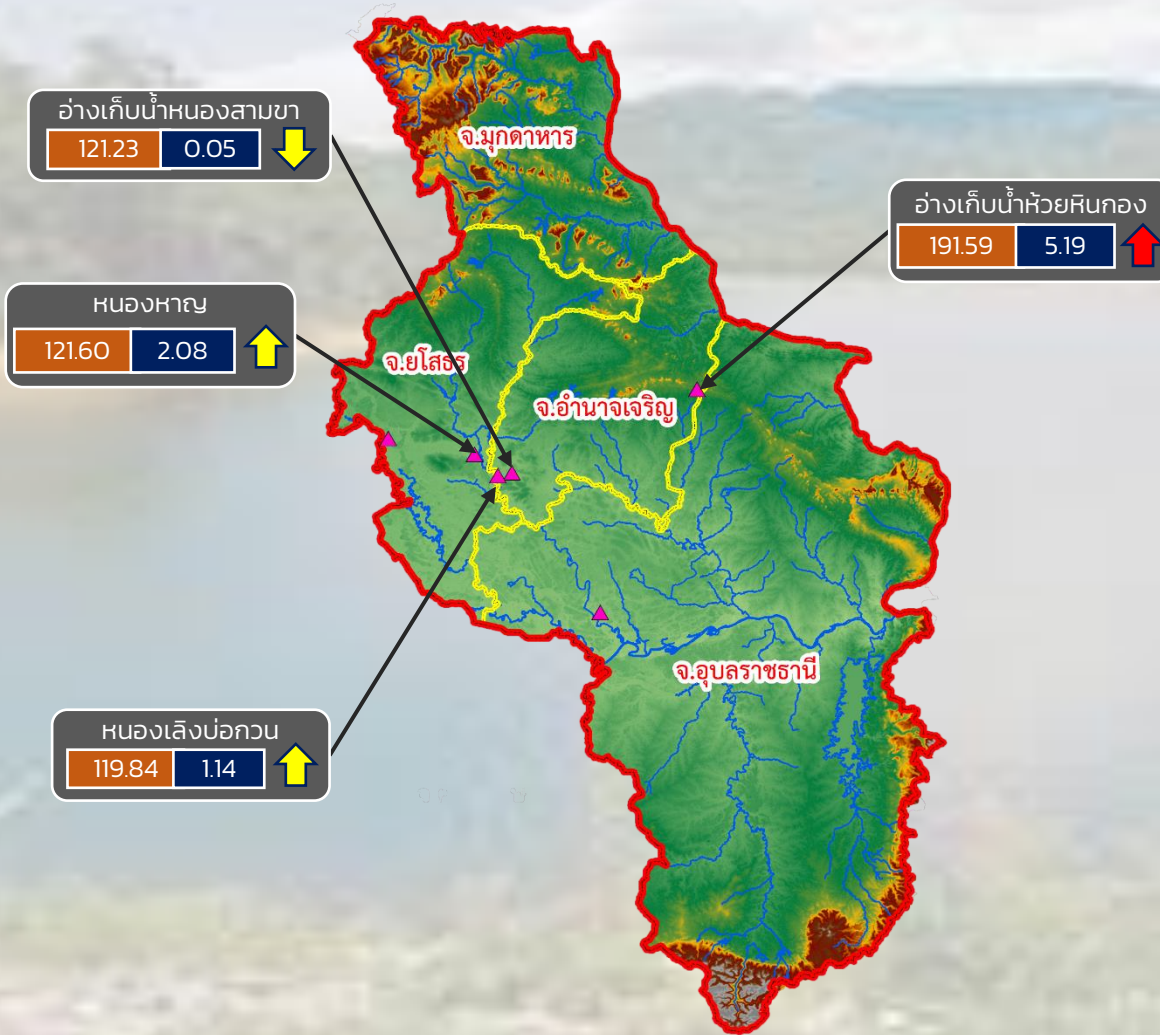 อ่างเก็บน้ำหนองสามขา
121.23 0.05
จ.มุกดาหาร
อ่างเก็บน้ำห้วยหินกอง
191.59 5.19
หนองหาญ
121.60 2.08
จ.ยโสธร
จ.อำนาจเจริญ
จ.อุบลราชธานี
หนองเลิงบ่อกวน
119.84 1.14